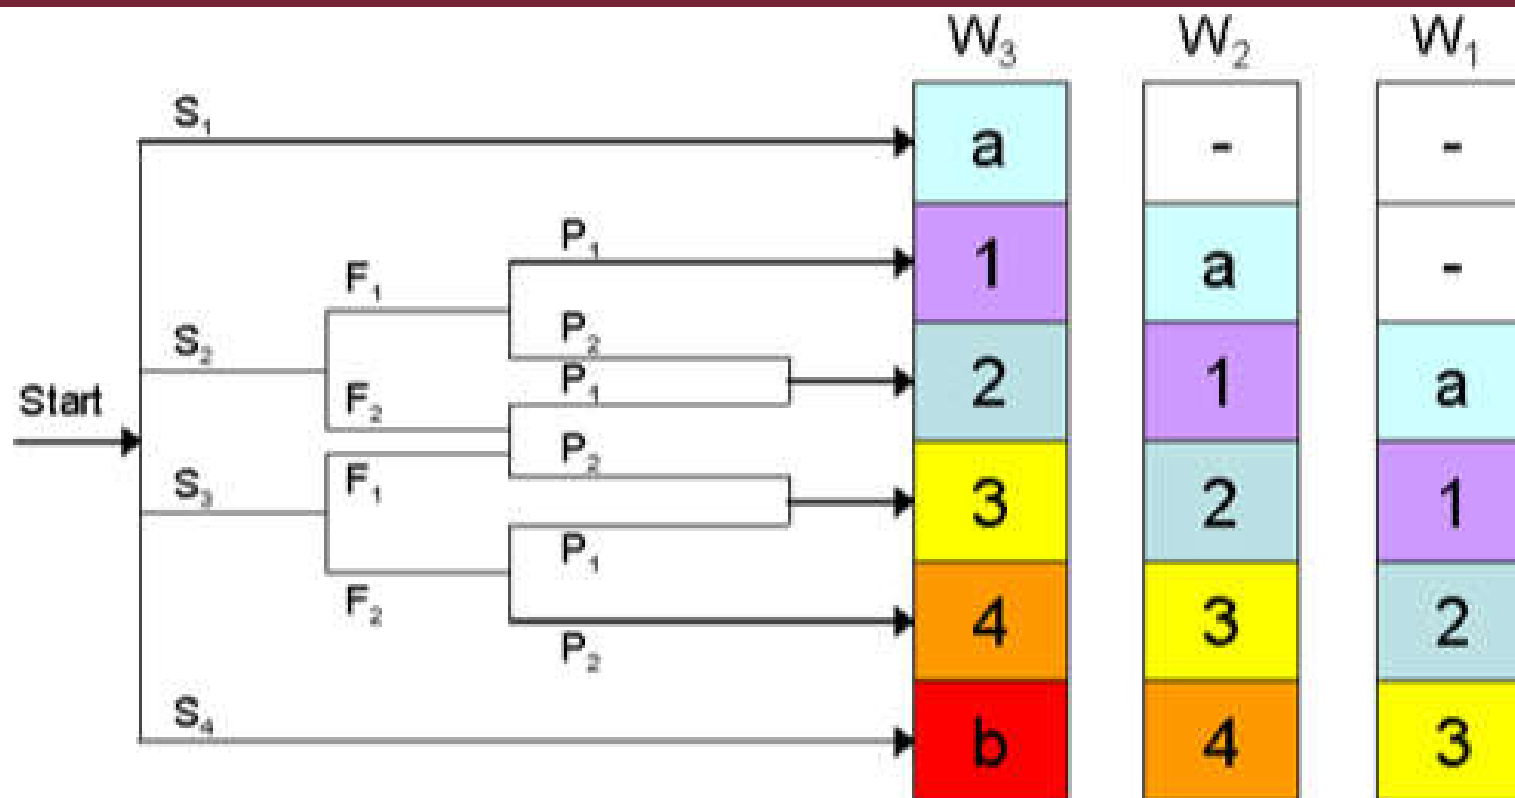 W₃ W₂ W₁
S₁ a - -
P₁ 1 a -
F₁
P₂
S₂ 2 1 a
P₁
Start F₂
P₂
F₁
S₃ 3 2 1
P₁
F₂ 4 3 2
P₂
S₄ b 4 3